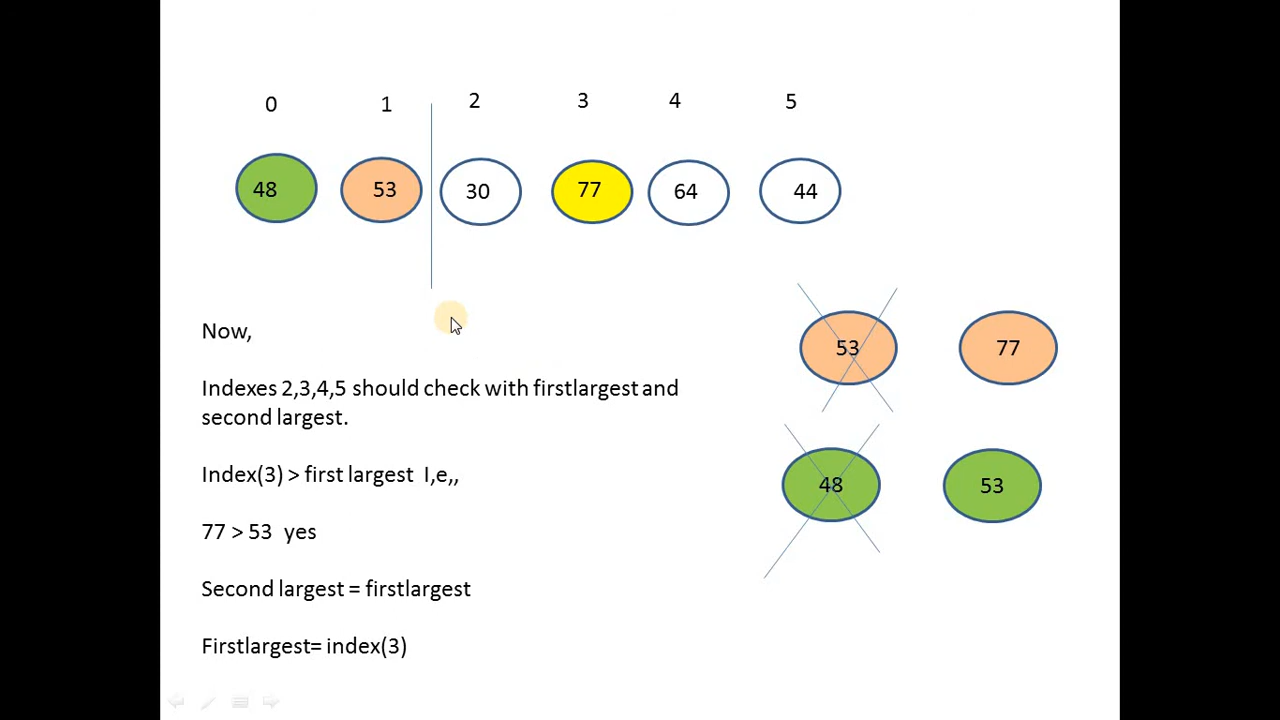 0 1 2 3 4 5
48 53 30 77 64 44
Now,
Indexes 2,3,4,5 should check with firstlargest and
second largest.
Index(3) > first largest I,e,,
77 > 53 yes
Second largest = firstlargest
Firstlargest= index(3)
53 77
48 53